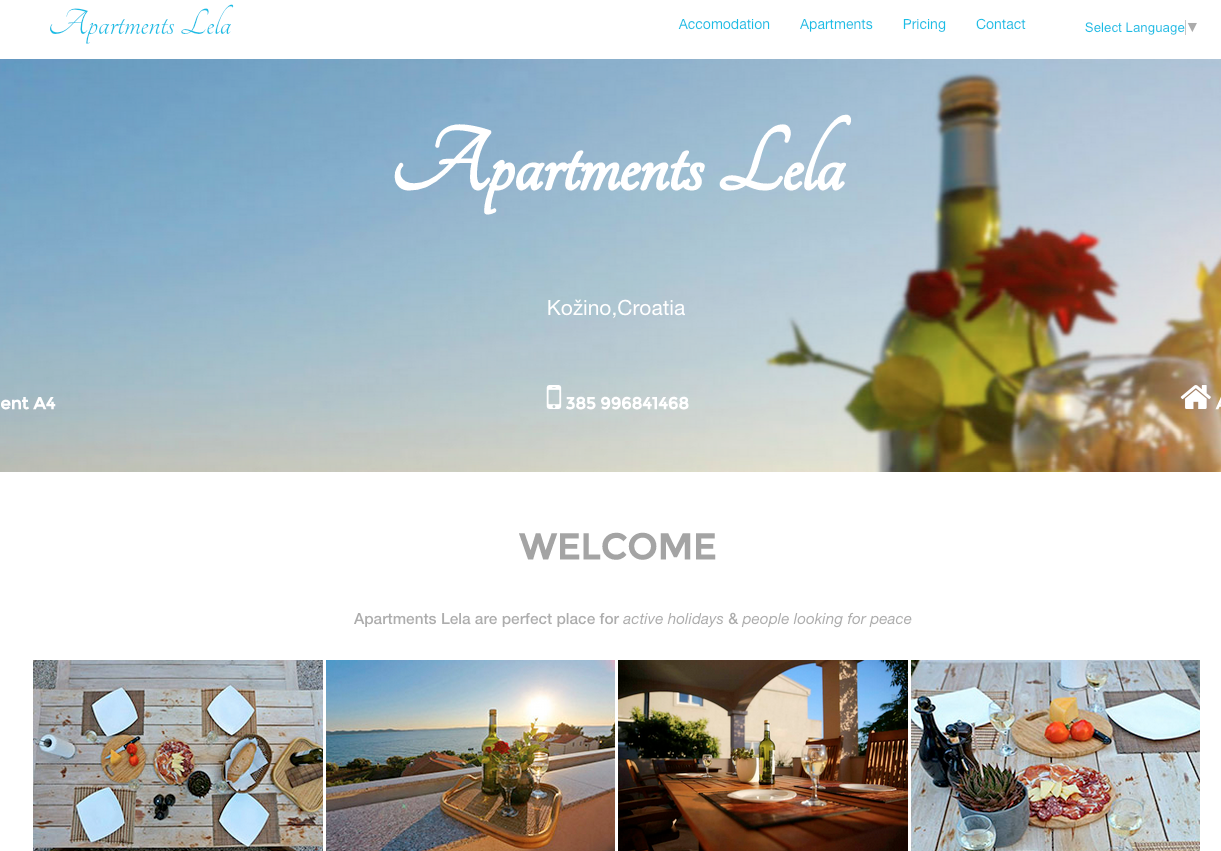 Apartments Lela
Accomodation Apartments Pricing Contact Select Language▼
Apartments Lela
Kožino,Croatia
ent A4 385 996841468
WELCOME
Apartments Lela are perfect place for active holidays & people looking for peace